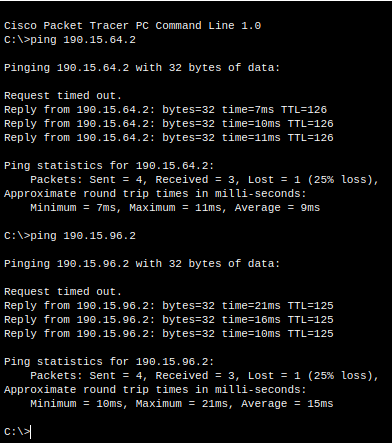 Cisco Packet Tracer PC Command Line 1.0
C:\>ping 190.15.64.2
Pinging 190.15.64.2 with 32 bytes of data:
Request timed out.
Reply from 190.15.64.2: bytes=32 time=7ms TTL=126
Reply from 190.15.64.2: bytes=32 time=10ms TTL=126
Reply from 190.15.64.2: bytes=32 time=11ms TTL=126
Ping statistics for 190.15.64.2:
Packets: Sent = 4, Received = 3, Lost = 1 (25% loss),
Approximate round trip times in milli-seconds:
Minimum = 7ms, Maximum = 11ms, Average = 9ms
C:\>ping 190.15.96.2
Pinging 190.15.96.2 with 32 bytes of data:
Request timed out.
Reply from 190.15.96.2: bytes=32 time=21ms TTL=125
Reply from 190.15.96.2: bytes=32 time=16ms TTL=125
Reply from 190.15.96.2: bytes=32 time=10ms TTL=125
Ping statistics for 190.15.96.2:
Packets: Sent = 4, Received = 3, Lost = 1 (25% loss),
Approximate round trip times in milli-seconds:
Minimum = 10ms, Maximum = 21ms, Average = 15ms
C:\>